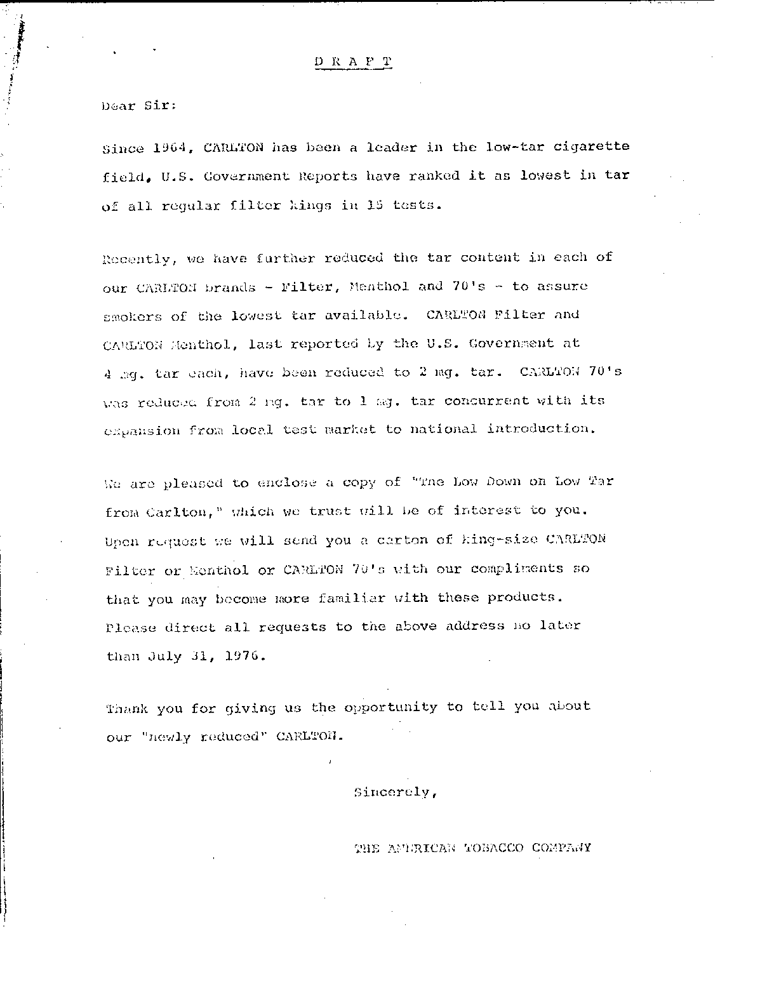 D R A F T
Dear Sir:
Since 1964, CARLTON has been a leader in the low-tar cigarette
field. U.S. Government Reports have ranked it as lowest in tar
of all regular filter kings in 15 tests.
Recently, we have further reduced the tar content in each of
our CARLTON brands - Filter, Menthol and 70's - to assure
smokers of the lowest tar available. CARLTON Filter and
CARLTON Menthol, last reported by the U.S. Government at
4 mg. tar each, have been reduced to 2 mg. tar. CARLTON 70's
was reduced from 2 mg. tar to 1 mg. tar concurrent with its
expansion from local test market to national introduction.
We are pleased to enclose a copy of "The Low Down on Low Tar
from Carlton," which we trust will be of interest to you.
Upon request we will send you a carton of king-size CARLTON
Filter or Menthol or CARLTON 70's with our compliments so
that you may become more familiar with these products.
Please direct all requests to the above address no later
than July 31, 1976.
Thank you for giving us the opportunity to tell you about
our "newly reduced" CARLTON.
Sincerely,
THE AMERICAN TOBACCO COMPANY